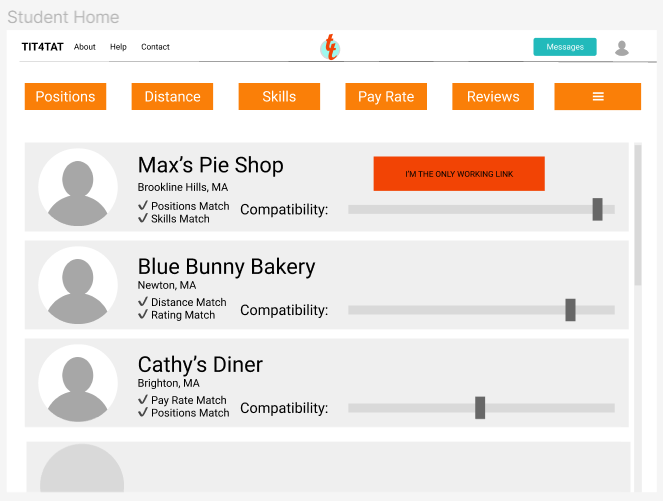 Student Home
TIT4TAT About Help Contact
tt
Messages
Positions Distance Skills Pay Rate Reviews
Max's Pie Shop
I'M THE ONLY WORKING LINK
Brookline Hills, MA
Positions Match
Skills Match
Compatibility:
Blue Bunny Bakery
Newton, MA
Distance Match
Rating Match
Compatibility:
Cathy's Diner
Brighton, MA
Pay Rate Match
Positions Match
Compatibility: